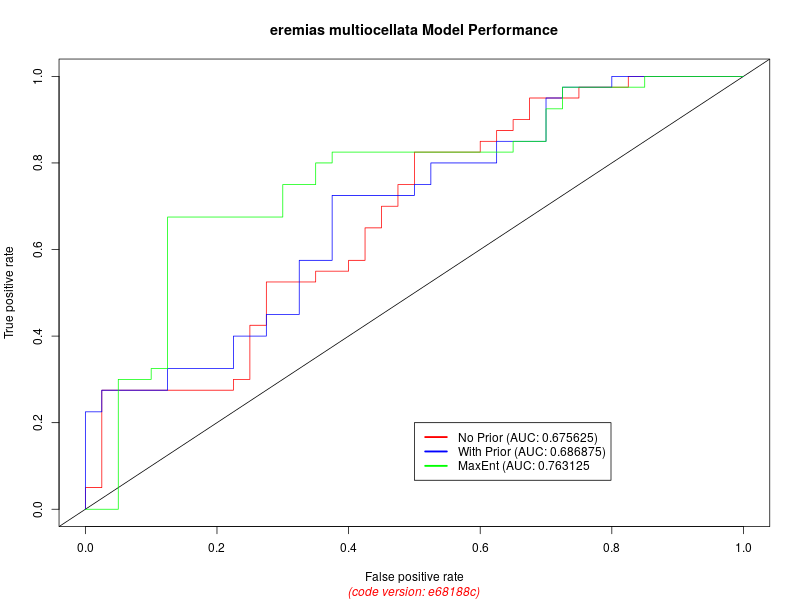 eremias multiocellata Model Performance
True positive rate
1.0
0.8
0.6
0.4
0.2
0.0
No Prior (AUC: 0.675625)
With Prior (AUC: 0.686875)
MaxEnt (AUC: 0.763125
0.0 0.2 0.4 0.6 0.8 1.0
False positive rate
(code version: e68188c)